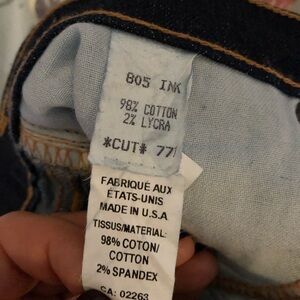 805 INK
98% COTTON
2% LYCRA
*CUT# 771
FABRIQUÉ AUX
ÉTATS-UNIS
MADE IN U.S.A
TISSUS/MATERIAL:
98% COTON/
COTTON
2% SPANDEX
CA: 02263